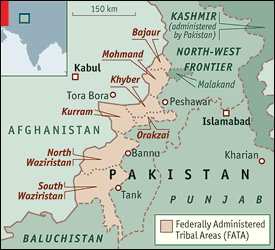 150 km
KASHMIR
(administered
by Pakistan)
Bajaur
Mohmand
NORTH-WEST
FRONTIER
Kabul
Khyber
Malakand
Tora Bora
Peshawar
Kurram
Islamabad
AFGHANISTAN
Orakzai
North
Waziristan
Bannu
Kharian
PAKISTAN
South
Waziristan
Tank
PUNJAB
Federally Administered
Tribal Areas (FATA)
BALUCHISTAN